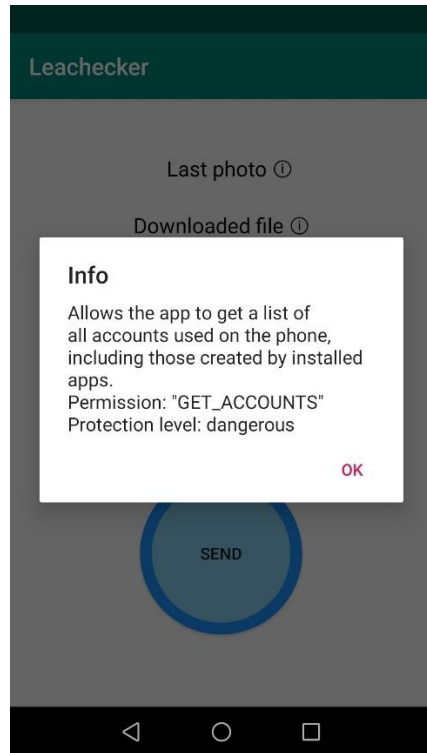 Leachecker
Last photo ⓘ
Downloaded file ⓘ
Info
Allows the app to get a list of
all accounts used on the phone,
including those created by installed
apps.
Permission: "GET_ACCOUNTS"
Protection level: dangerous
OK
SEND